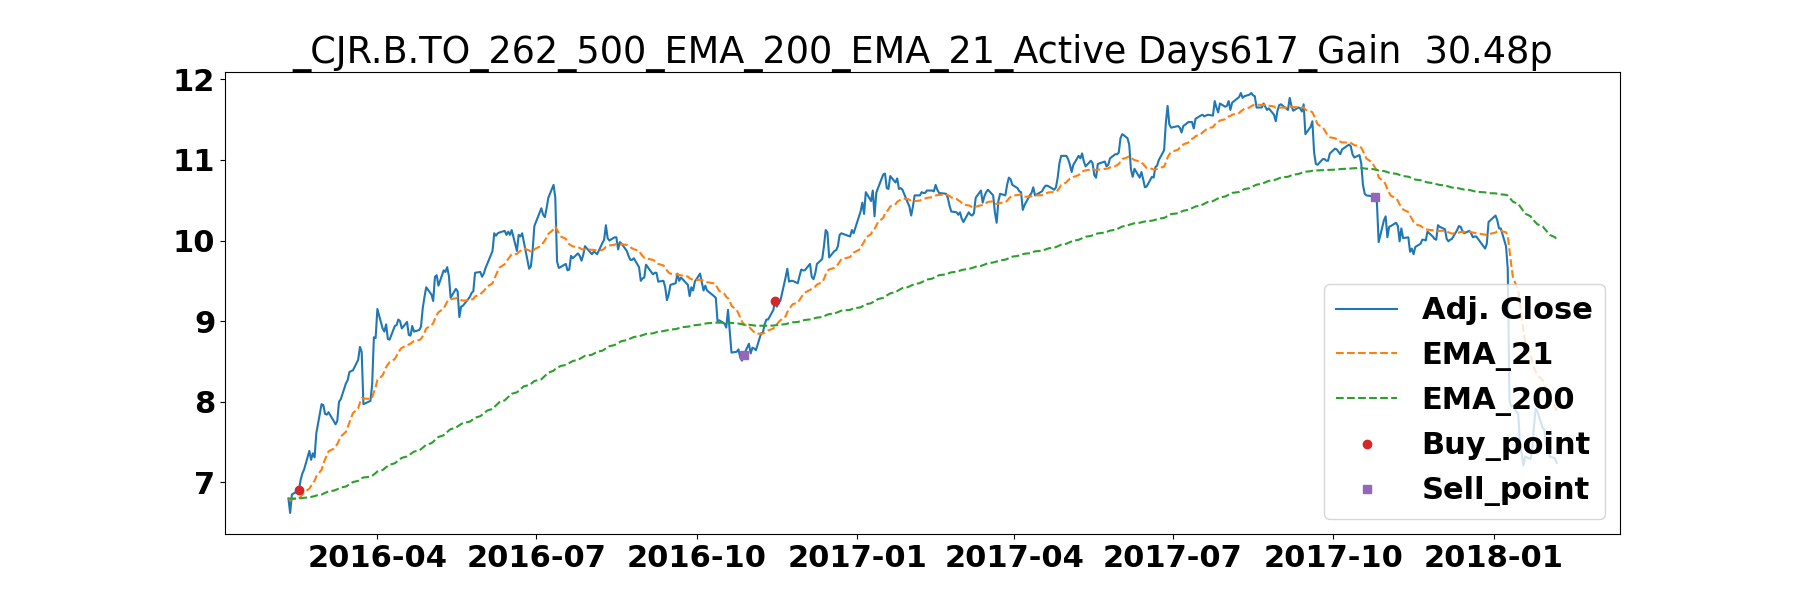 _CJR.B.TO_262_500_EMA_200_EMA_21_Active Days617_Gain  30.48p
12
11
10
9
8
7
Adj. Close
EMA_21
EMA_200
Buy_point
Sell_point
2016-04 2016-07 2016-10 2017-01 2017-04 2017-07 2017-10 2018-01